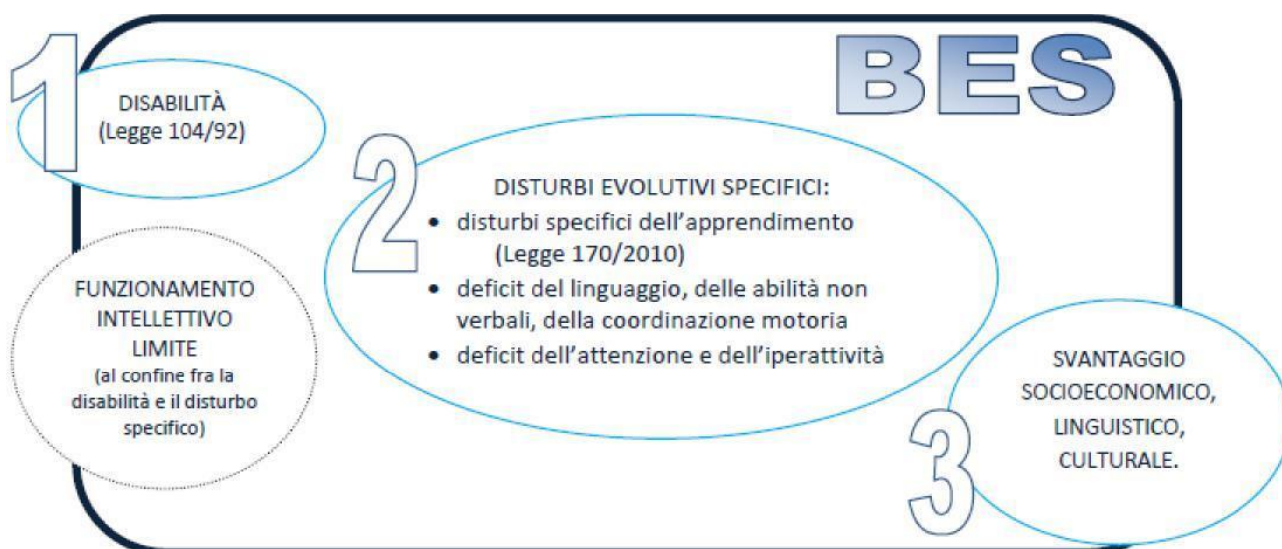 BES
1
DISABILITÀ
(Legge 104/92)
2
DISTURBI EVOLUTIVI SPECIFICI:
• disturbi specifici dell'apprendimento
(Legge 170/2010)
• deficit del linguaggio, delle abilità non
verbali, della coordinazione motoria
• deficit dell'attenzione e dell'iperattività
FUNZIONAMENTO
INTELLETTIVO
LIMITE
(al confine fra la
disabilità e il disturbo
specifico)
3
SVANTAGGIO
SOCIOECONOMICO,
LINGUISTICO,
CULTURALE.